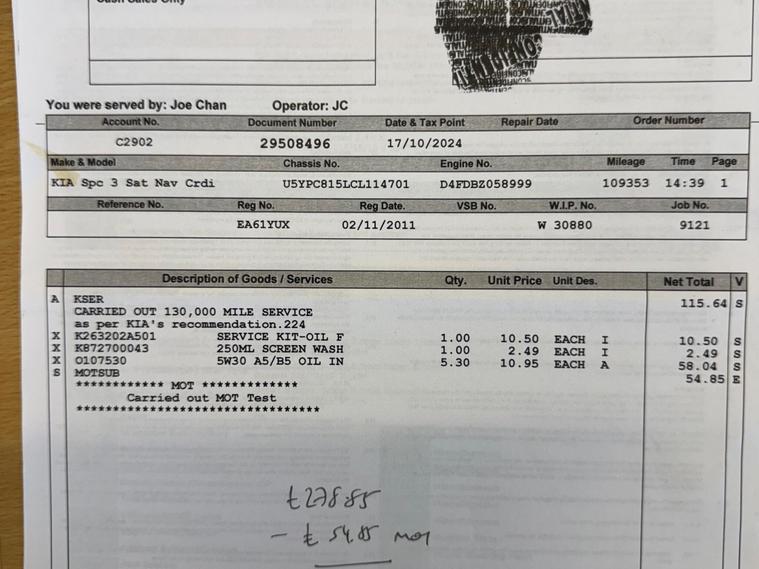 Cash Sales Only
You were served by: Joe Chan Operator: JC
Account No. Document Number Date & Tax Point Repair Date Order Number
C2902 29508496 17/10/2024
Make & Model Chassis No. Engine No. Mileage Time Page
KIA Spc 3 Sat Nav Crdi U5YPC815LCL114701 D4FDBZ058999 109353 14:39 1
Reference No. Reg No. Reg Date. VSB No. W.I.P. No. Job No.
EA61YUX 02/11/2011 W 30880 9121
Description of Goods / Services Qty. Unit Price Unit Des. Net Total V
A KSER 115.64 S
CARRIED OUT 130,000 MILE SERVICE
as per KIA's recommendation.224
X K263202A501 SERVICE KIT-OIL F 1.00 10.50 EACH I 10.50 S
X K872700043 250ML SCREEN WASH 1.00 2.49 EACH I 2.49 S
X O107530 5W30 A5/B5 OIL IN 5.30 10.95 EACH A 58.04 S
S MOTSUB 54.85 E
************ MOT *************
Carried out MOT Test
********************************
£278.85
- £ 54.85 MOT